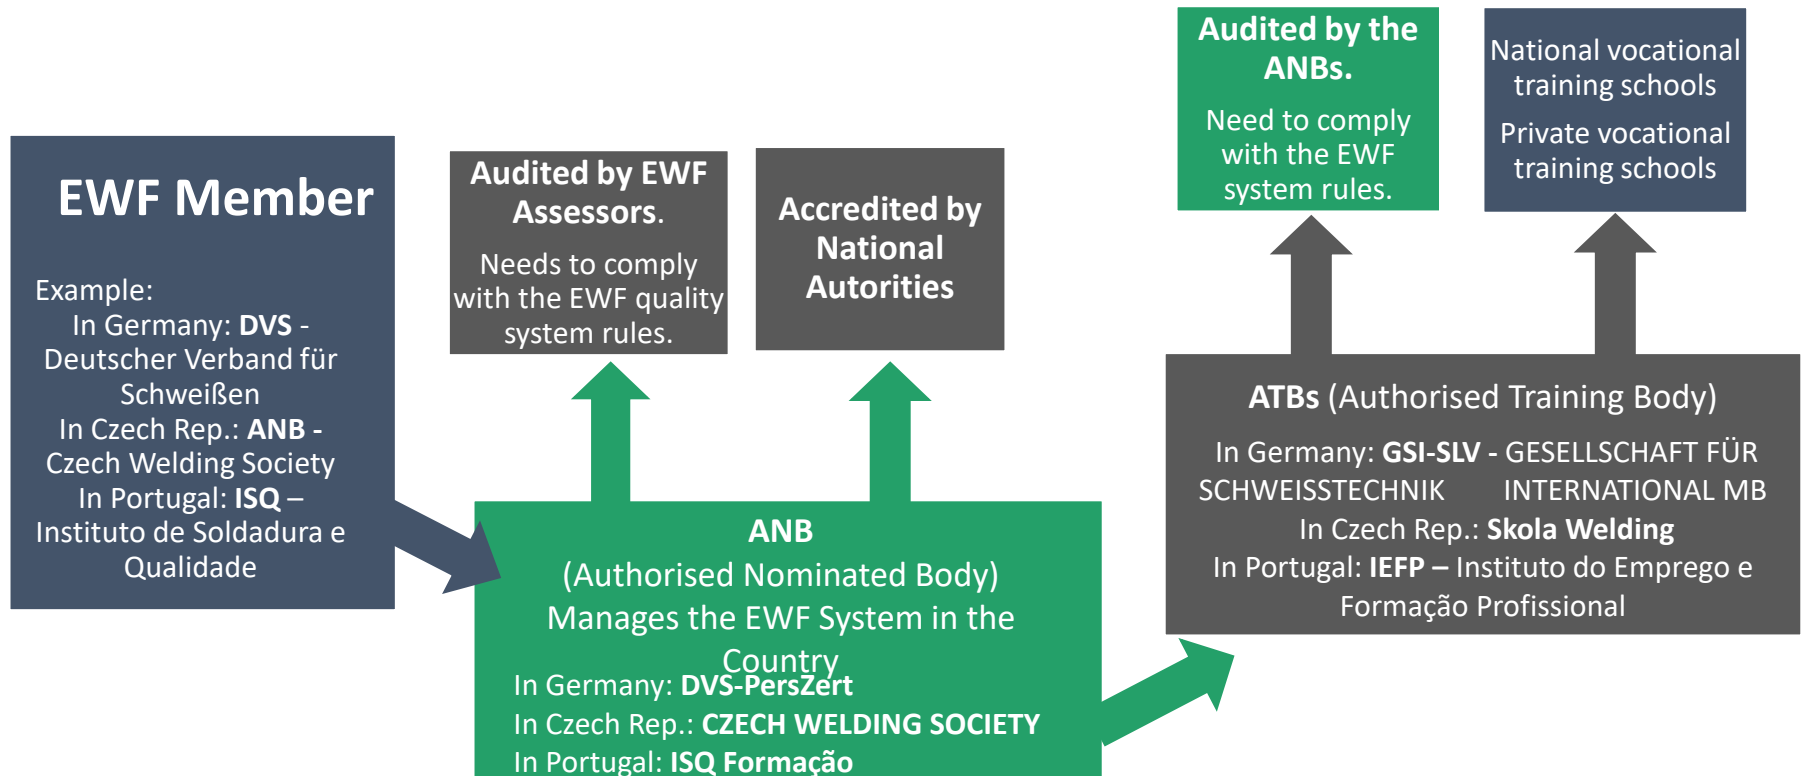 EWF Member
Example:
In Germany: DVS -
Deutscher Verband für
Schweißen
In Czech Rep.: ANB -
Czech Welding Society
In Portugal: ISQ –
Instituto de Soldadura e
Qualidade
Audited by EWF
Assessors.
Needs to comply
with the EWF quality
system rules.
Accredited by
National
Autorities
ANB
(Authorised Nominated Body)
Manages the EWF System in the
Country
In Germany: DVS-PersZert
In Czech Rep.: CZECH WELDING SOCIETY
In Portugal: ISQ Formação
Audited by the
ANBs.
Need to comply
with the EWF
system rules.
National vocational
training schools
Private vocational
training schools
ATBs (Authorised Training Body)
In Germany: GSI-SLV - GESELLSCHAFT FÜR
SCHWEISSTECHNIK INTERNATIONAL MB
In Czech Rep.: Skola Welding
In Portugal: IEFP – Instituto do Emprego e
Formação Profissional